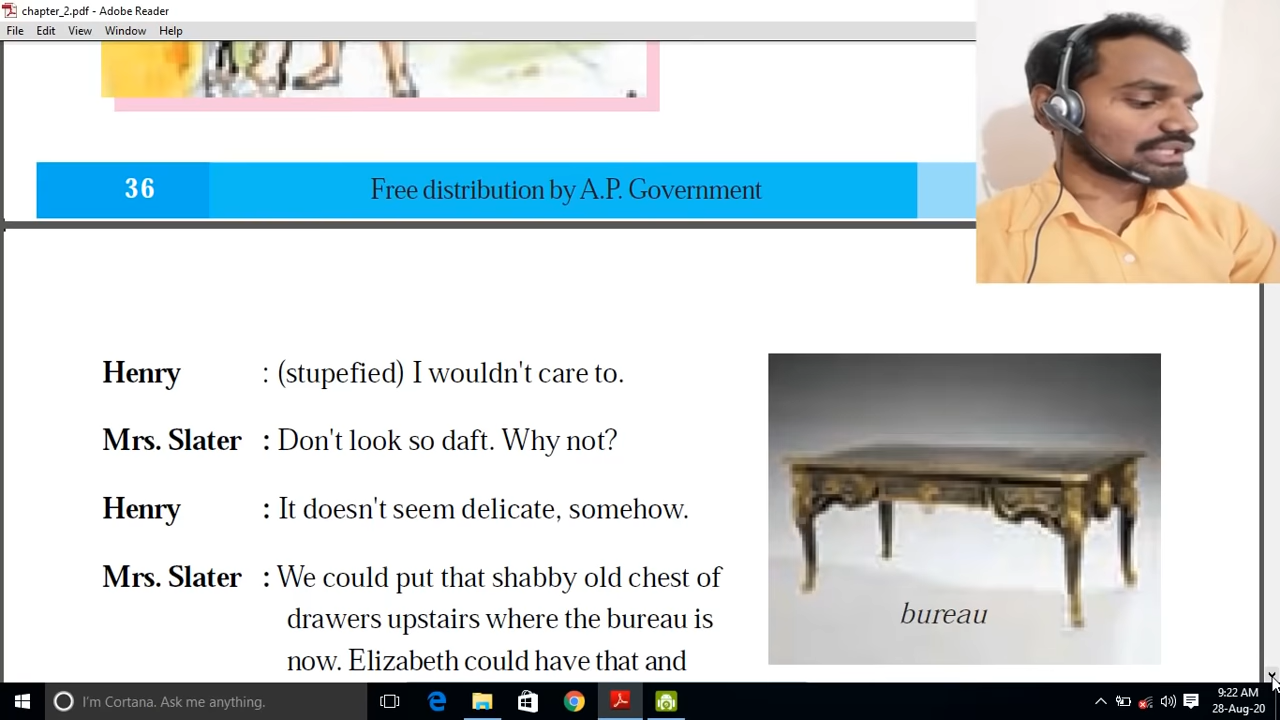 chapter_2.pdf - Adobe Reader
File Edit View Window Help
36 Free distribution by A.P. Government
Henry : (stupefied) I wouldn't care to.
Mrs. Slater : Don't look so daft. Why not?
Henry : It doesn't seem delicate, somehow.
Mrs. Slater : We could put that shabby old chest of
drawers upstairs where the bureau is
now. Elizabeth could have that and
bureau
I'm Cortana. Ask me anything.
9:22 AM
28-Aug-20